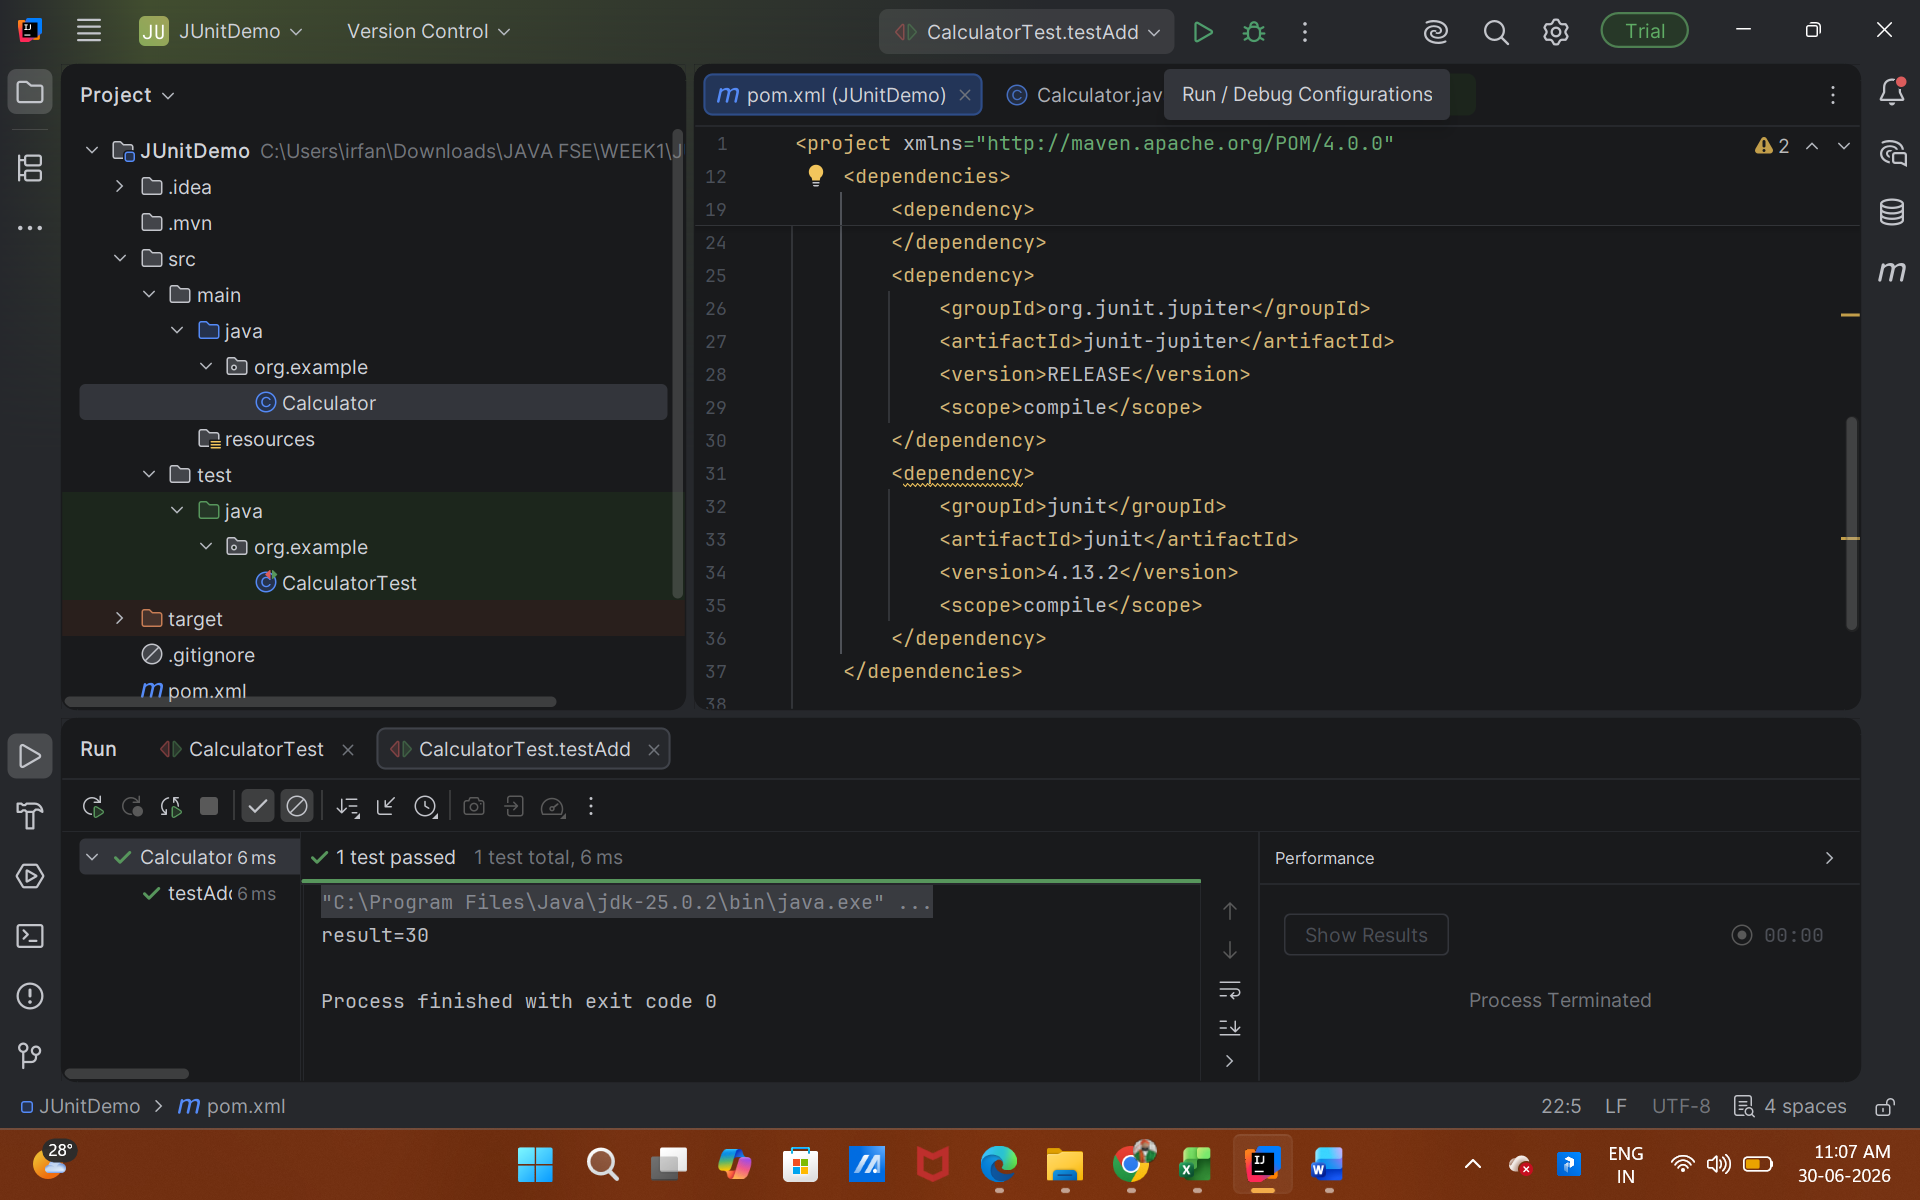 JU JUnitDemo Version Control CalculatorTest.testAdd Trial
Project
pom.xml (JUnitDemo) Calculator.jav Run / Debug Configurations
JUnitDemo C:\Users\irfan\Downloads\JAVA FSE\WEEK1\J
.idea
.mvn
src
main
java
org.example
Calculator
resources
test
java
org.example
CalculatorTest
target
.gitignore
pom.xml
1 <project xmlns="http://maven.apache.org/POM/4.0.0" 2
12 <dependencies>
19 <dependency>
24 </dependency>
25 <dependency>
26 <groupId>org.junit.jupiter</groupId>
27 <artifactId>junit-jupiter</artifactId>
28 <version>RELEASE</version>
29 <scope>compile</scope>
30 </dependency>
31 <dependency>
32 <groupId>junit</groupId>
33 <artifactId>junit</artifactId>
34 <version>4.13.2</version>
35 <scope>compile</scope>
36 </dependency>
37 </dependencies>
38
Run CalculatorTest CalculatorTest.testAdd
Calculator 6 ms
testAdd 6 ms
1 test passed 1 test total, 6 ms
"C:\Program Files\Java\jdk-25.0.2\bin\java.exe" ...
result=30
Process finished with exit code 0
Performance
Show Results 00:00
Process Terminated
JUnitDemo > pom.xml 22:5 LF UTF-8 4 spaces
28°
ENG
IN
11:07 AM
30-06-2026